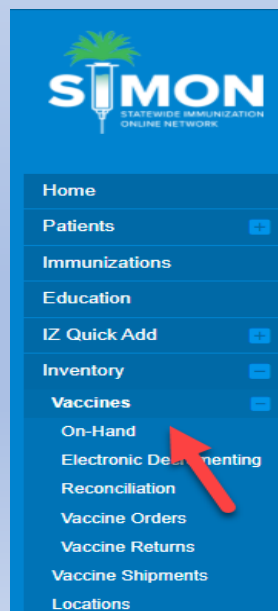 SIMON
STATEWIDE IMMUNIZATION
ONLINE NETWORK
Home
Patients
Immunizations
Education
IZ Quick Add
Inventory
Vaccines
On-Hand
Electronic Decrementing
Reconciliation
Vaccine Orders
Vaccine Returns
Vaccine Shipments
Locations